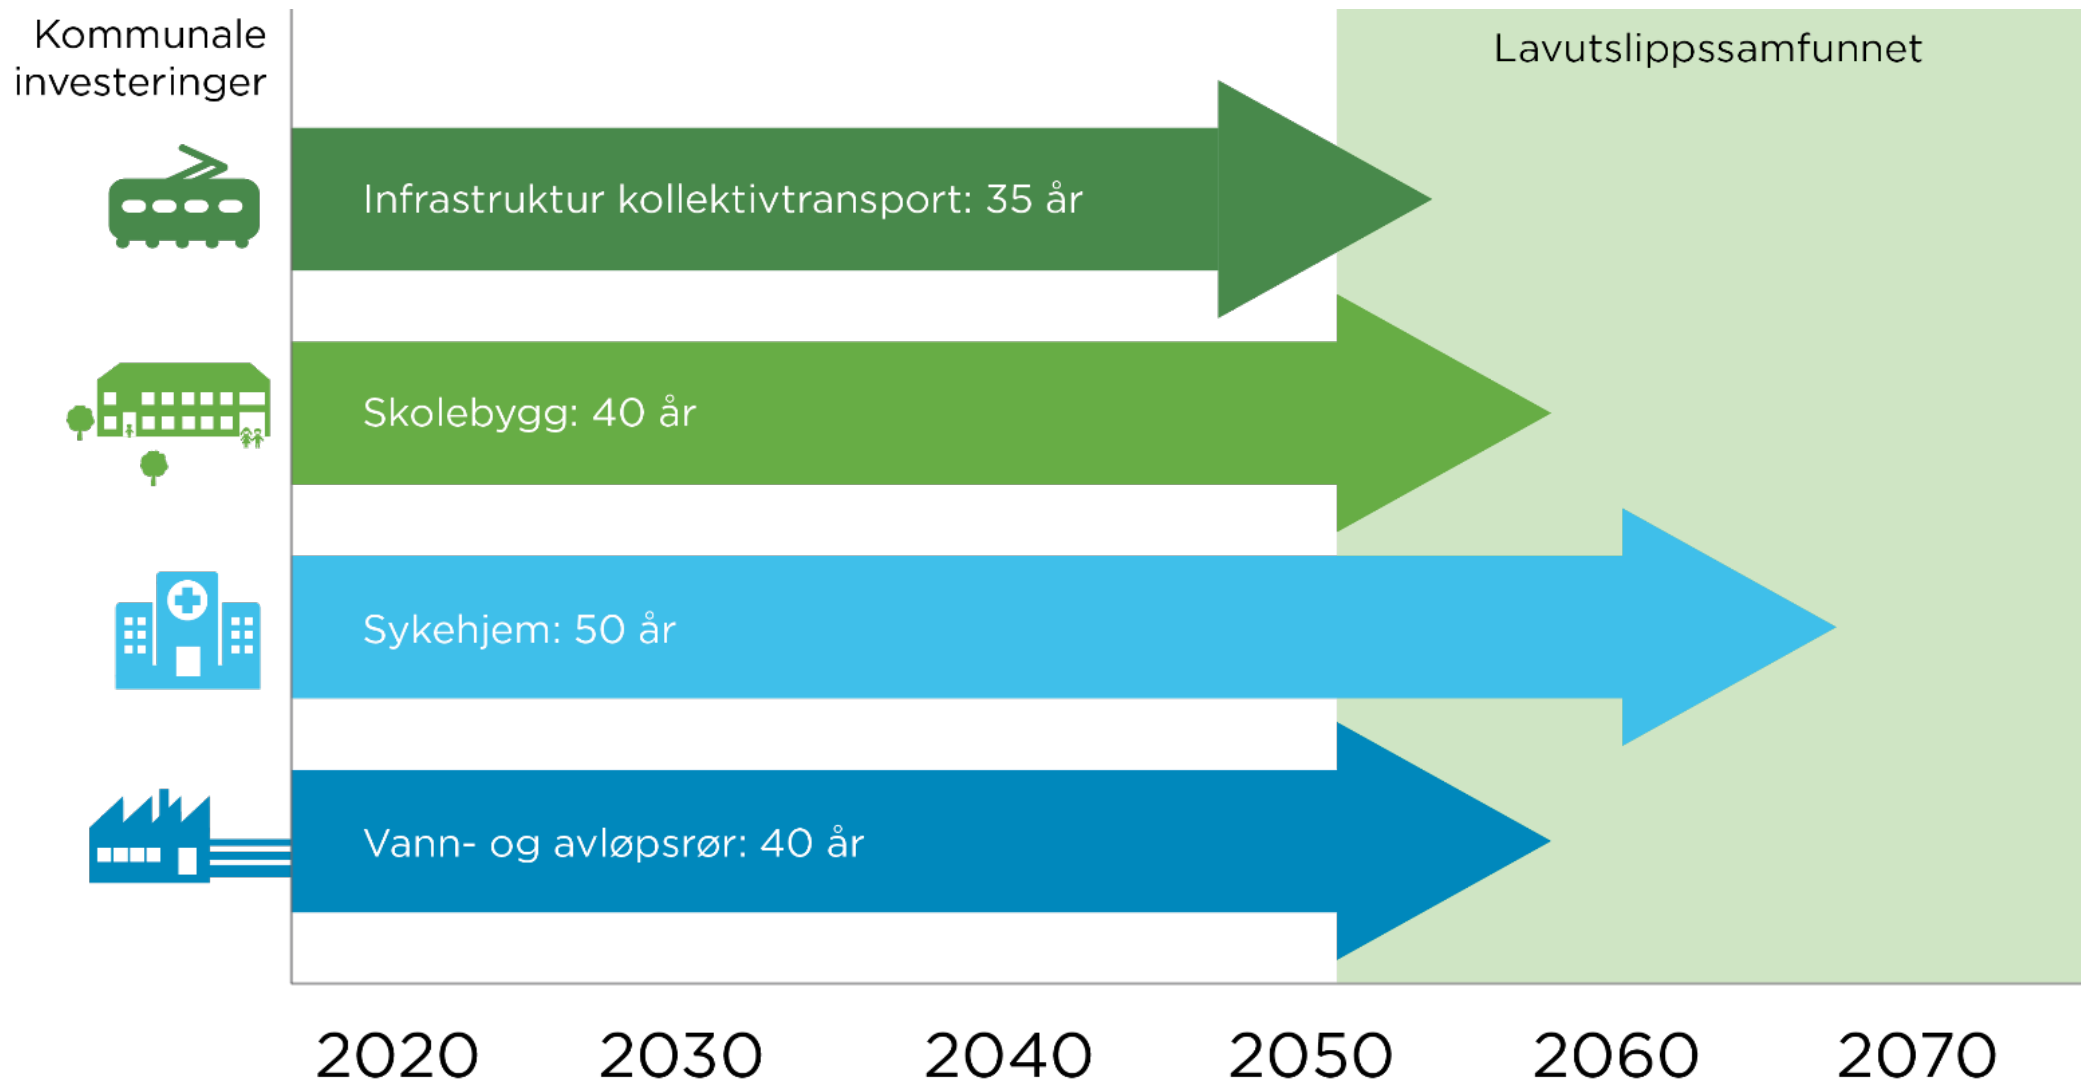 Kommunale
investeringer
Lavutslippssamfunnet
Infrastruktur kollektivtransport: 35 år
Skolebygg: 40 år
Sykehjem: 50 år
Vann- og avløpsrør: 40 år
2020 2030 2040 2050 2060 2070